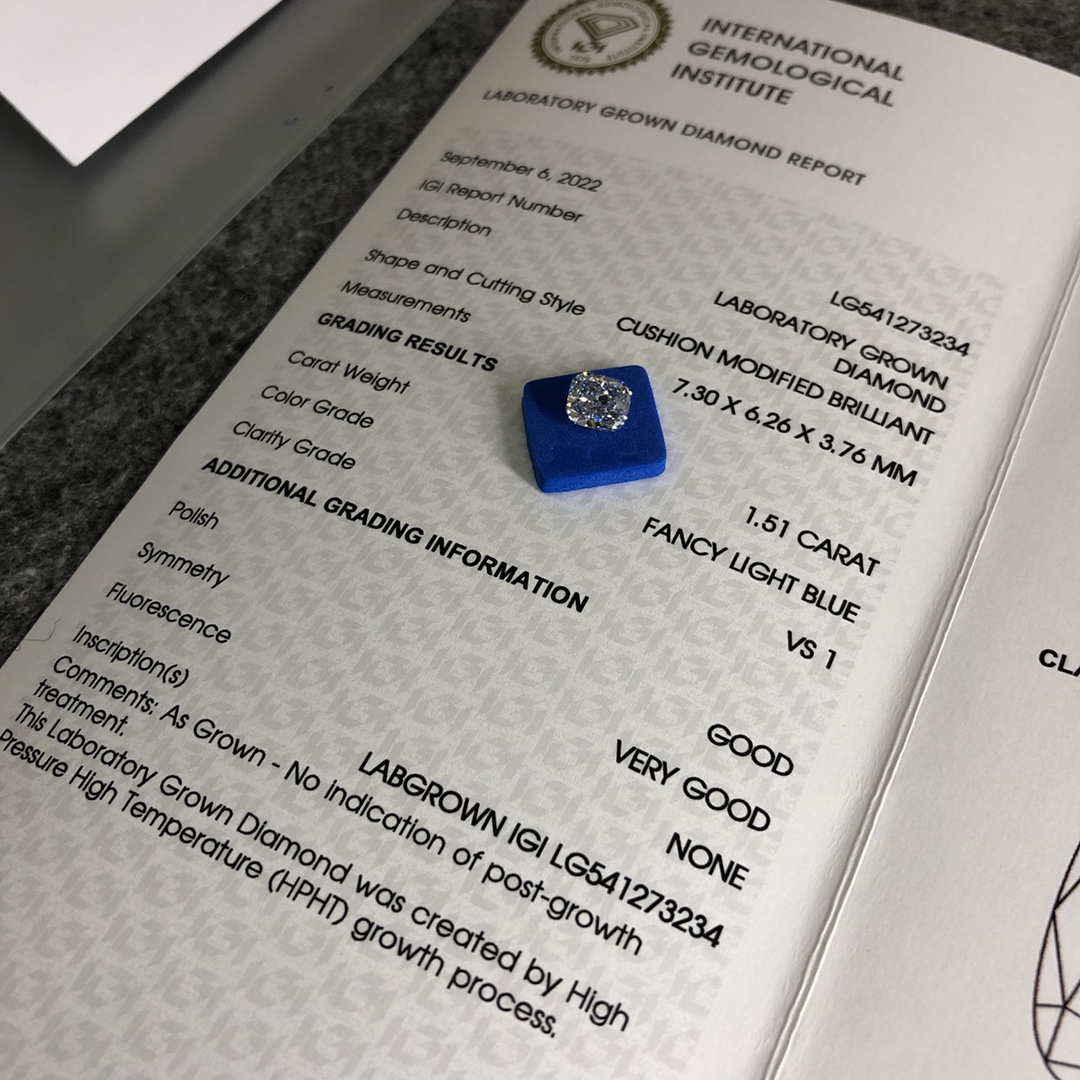 INTERNATIONAL
GEMOLOGICAL
INSTITUTE
LABORATORY GROWN DIAMOND REPORT
September 6, 2022
IGI Report Number LG541273234
Description LABORATORY GROWN
DIAMOND
Shape and Cutting Style CUSHION MODIFIED BRILLIANT
Measurements 7.30 X 6.26 X 3.76 MM
GRADING RESULTS
Carat Weight 1.51 CARAT
Color Grade FANCY LIGHT BLUE
Clarity Grade VS 1
ADDITIONAL GRADING INFORMATION
Polish GOOD
Symmetry VERY GOOD
Fluorescence NONE
Inscription(s) LABGROWN IGI LG541273234
Comments: As Grown - No indication of post-growth
treatment.
This Laboratory Grown Diamond was created by High
Pressure High Temperature (HPHT) growth process.
CLA